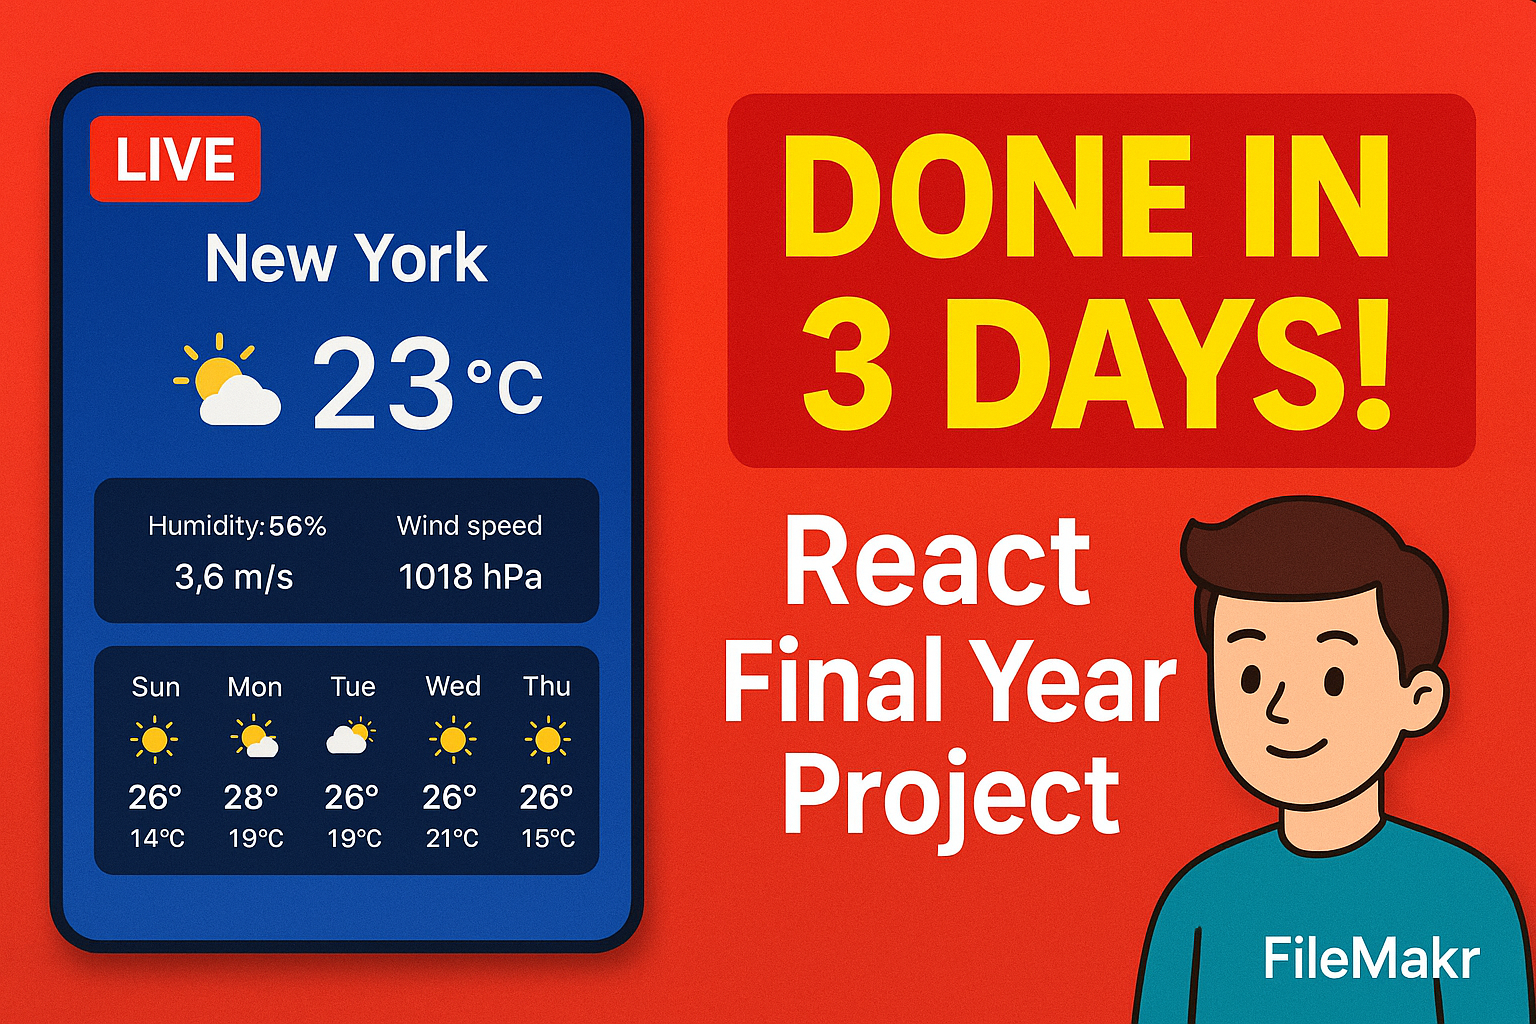 LIVE
New York
23°C
Humidity:56% Wind speed
3,6 m/s 1018 hPa
Sun Mon Tue Wed Thu
26° 28° 26° 26° 26°
14°C 19°C 19°C 21°C 15°C
DONE IN
3 DAYS!
React
Final Year
Project
FileMakr